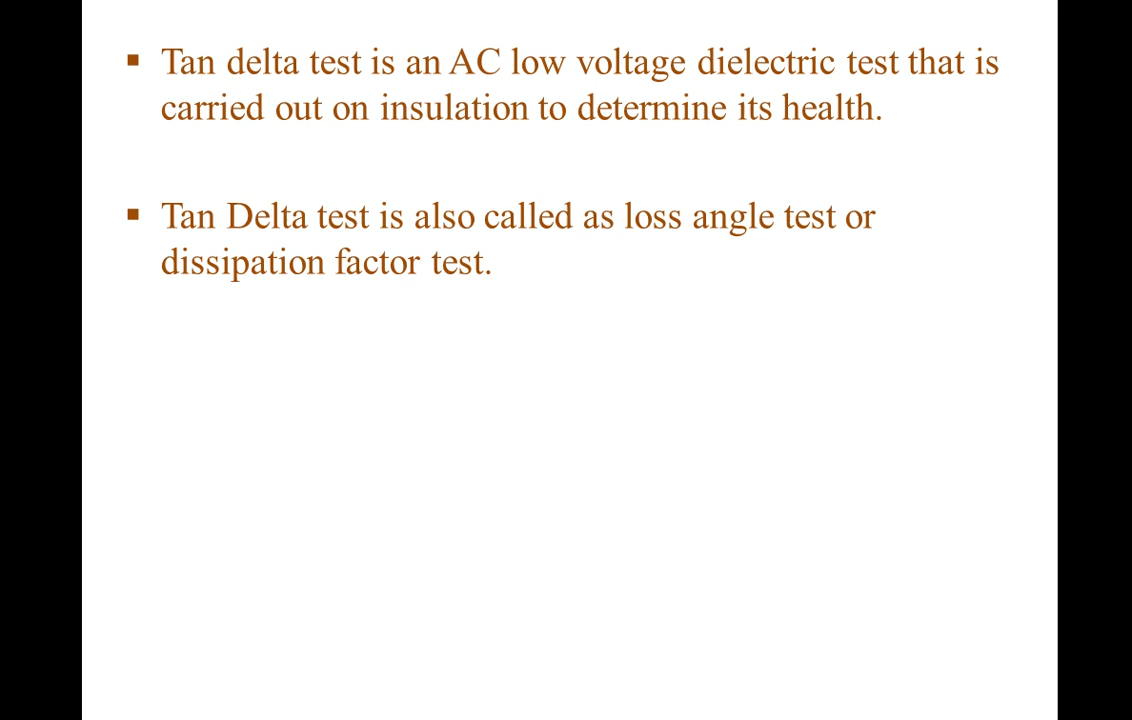 ▪ Tan delta test is an AC low voltage dielectric test that is
carried out on insulation to determine its health.
▪ Tan Delta test is also called as loss angle test or
dissipation factor test.